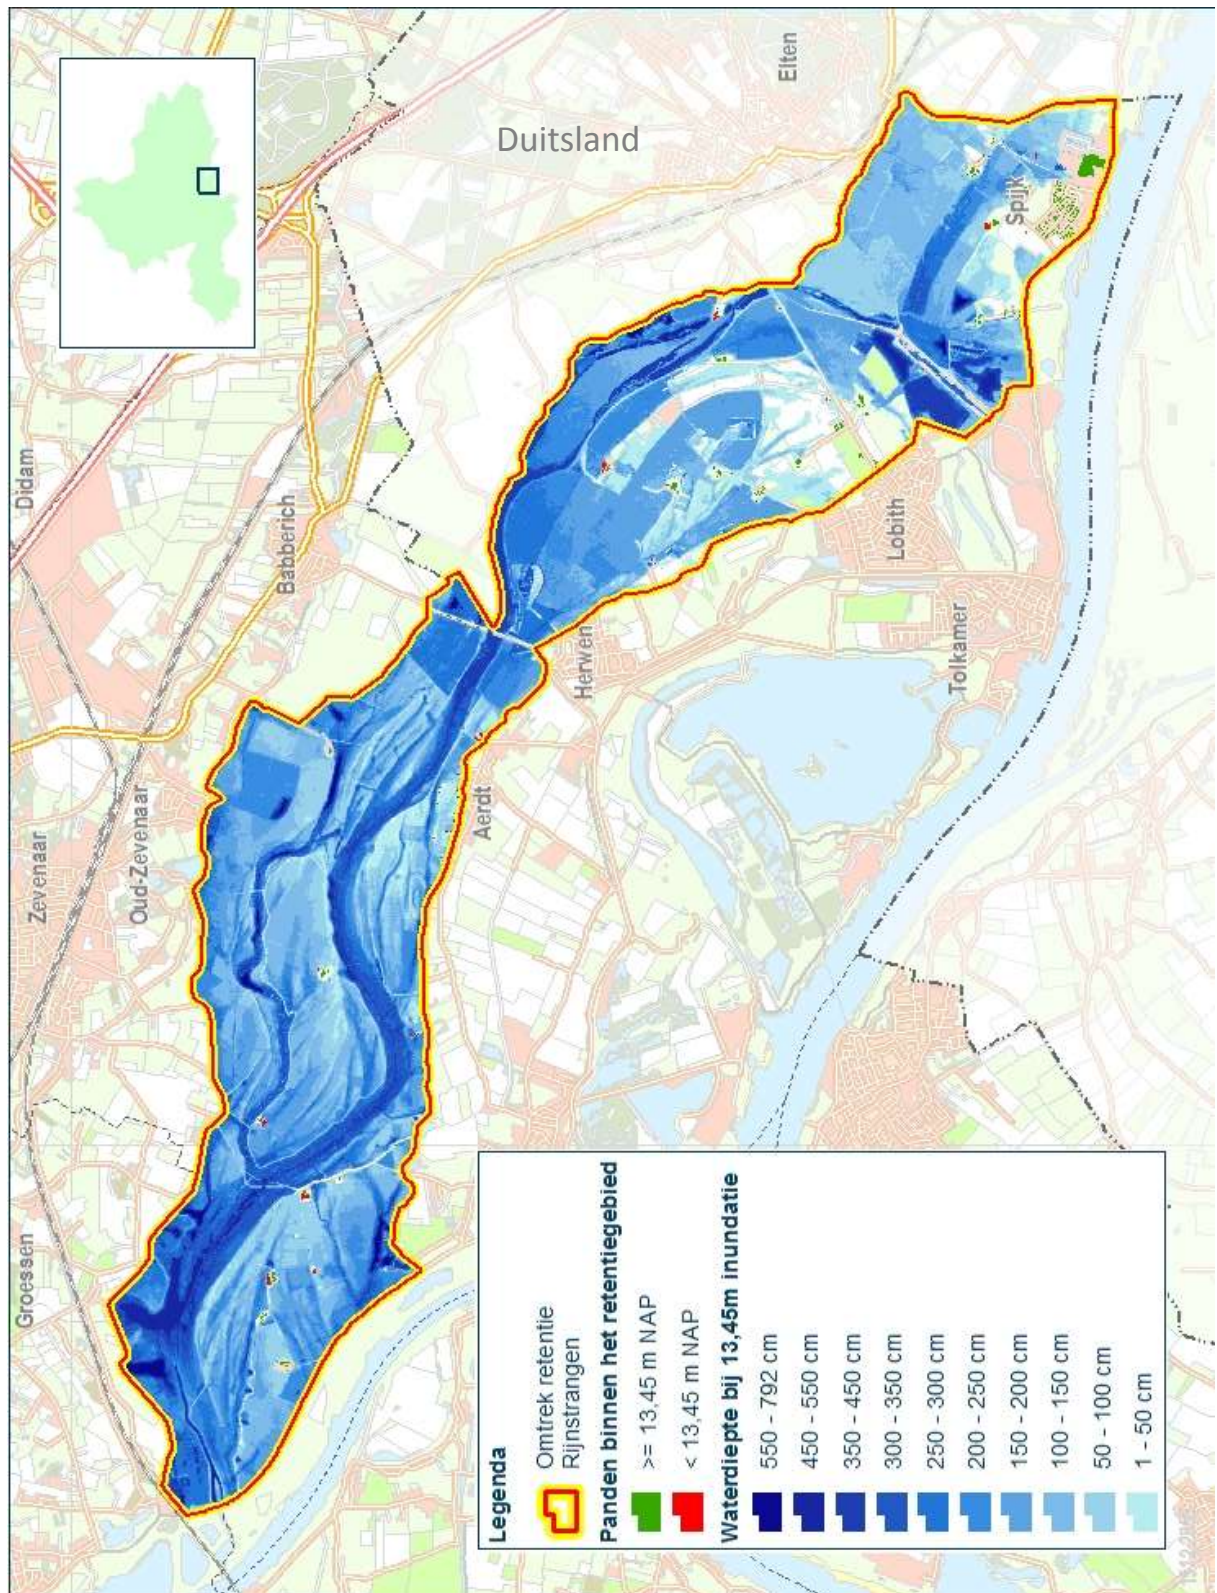 Didam
Zevenaar
Groessen
Oud-Zevenaar
Babberich
Duitsland
Elten
Herwen
Aerdt
Lobith
Tolkamer
Spijk
Legenda
Omtrek retentie
Rijnstrangen
Panden binnen het retentiegebied
>= 13,45 m NAP
< 13,45 m NAP
Waterdiepte bij 13,45m inundatie
550 - 792 cm
450 - 550 cm
350 - 450 cm
300 - 350 cm
250 - 300 cm
200 - 250 cm
150 - 200 cm
100 - 150 cm
50 - 100 cm
1 - 50 cm